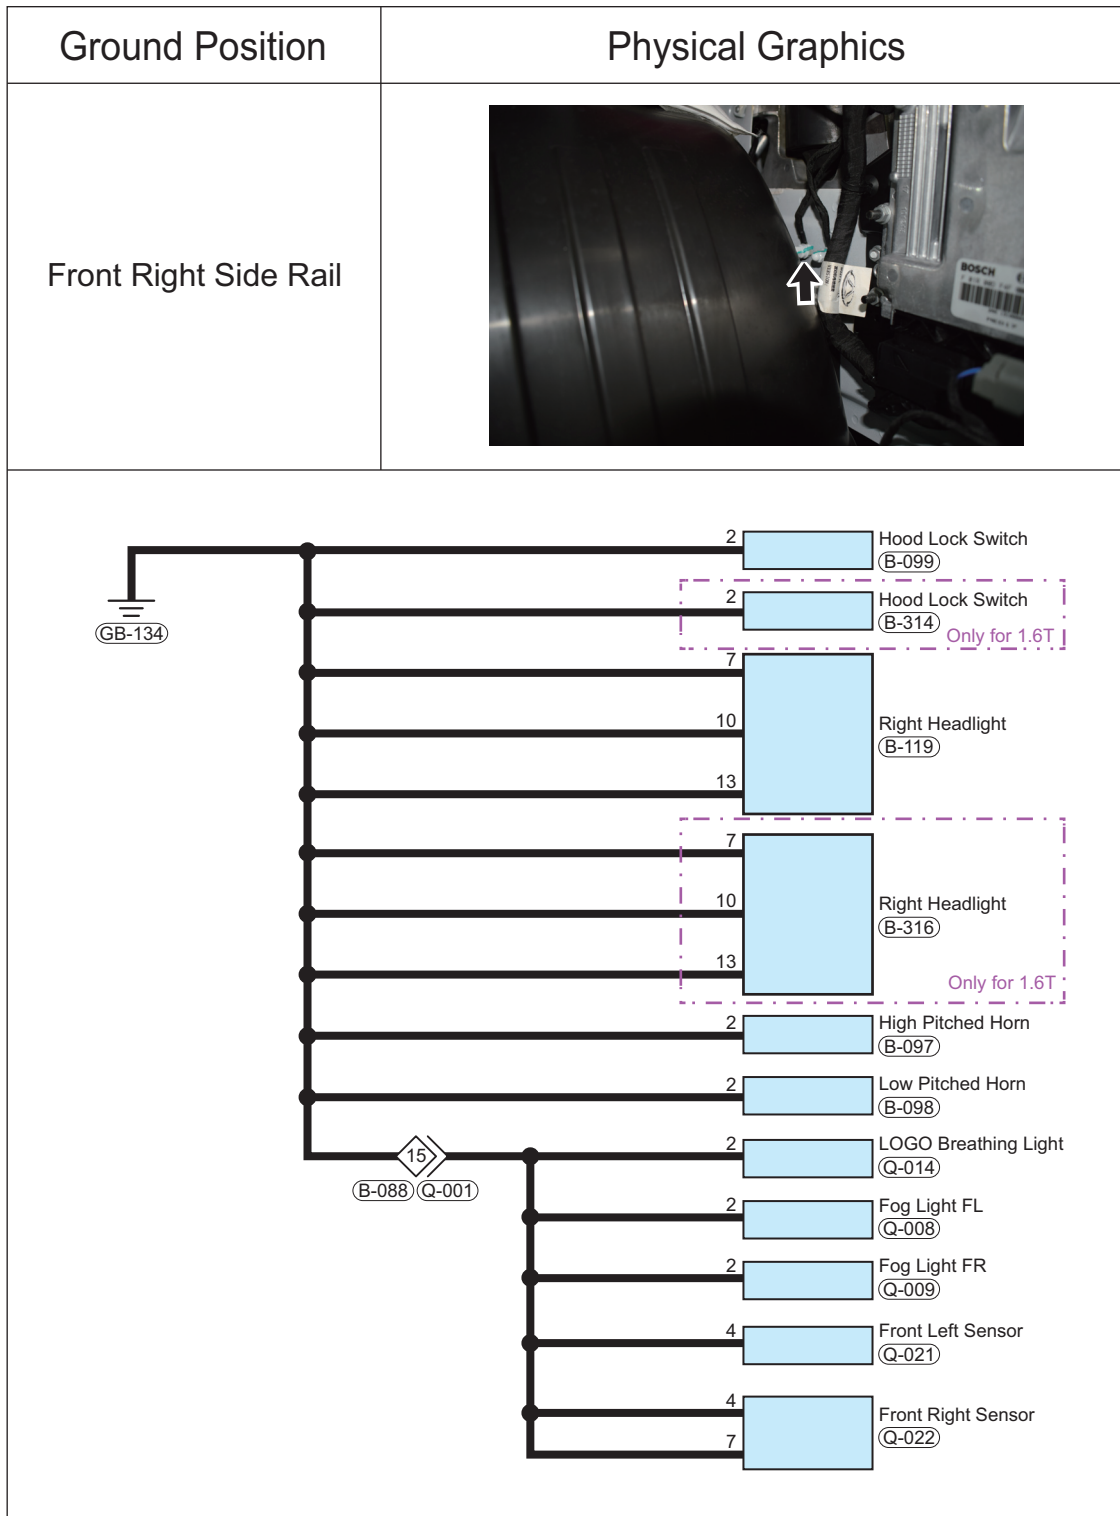 Ground Position
Physical Graphics
Front Right Side Rail
BOSCH
GB-134
2
Hood Lock Switch
B-099
2
Hood Lock Switch
B-314
Only for 1.6T
7
10
13
Right Headlight
B-119
7
10
13
Right Headlight
B-316
Only for 1.6T
2
High Pitched Horn
B-097
2
Low Pitched Horn
B-098
15
B-088 Q-001
2
LOGO Breathing Light
Q-014
2
Fog Light FL
Q-008
2
Fog Light FR
Q-009
4
Front Left Sensor
Q-021
4
7
Front Right Sensor
Q-022